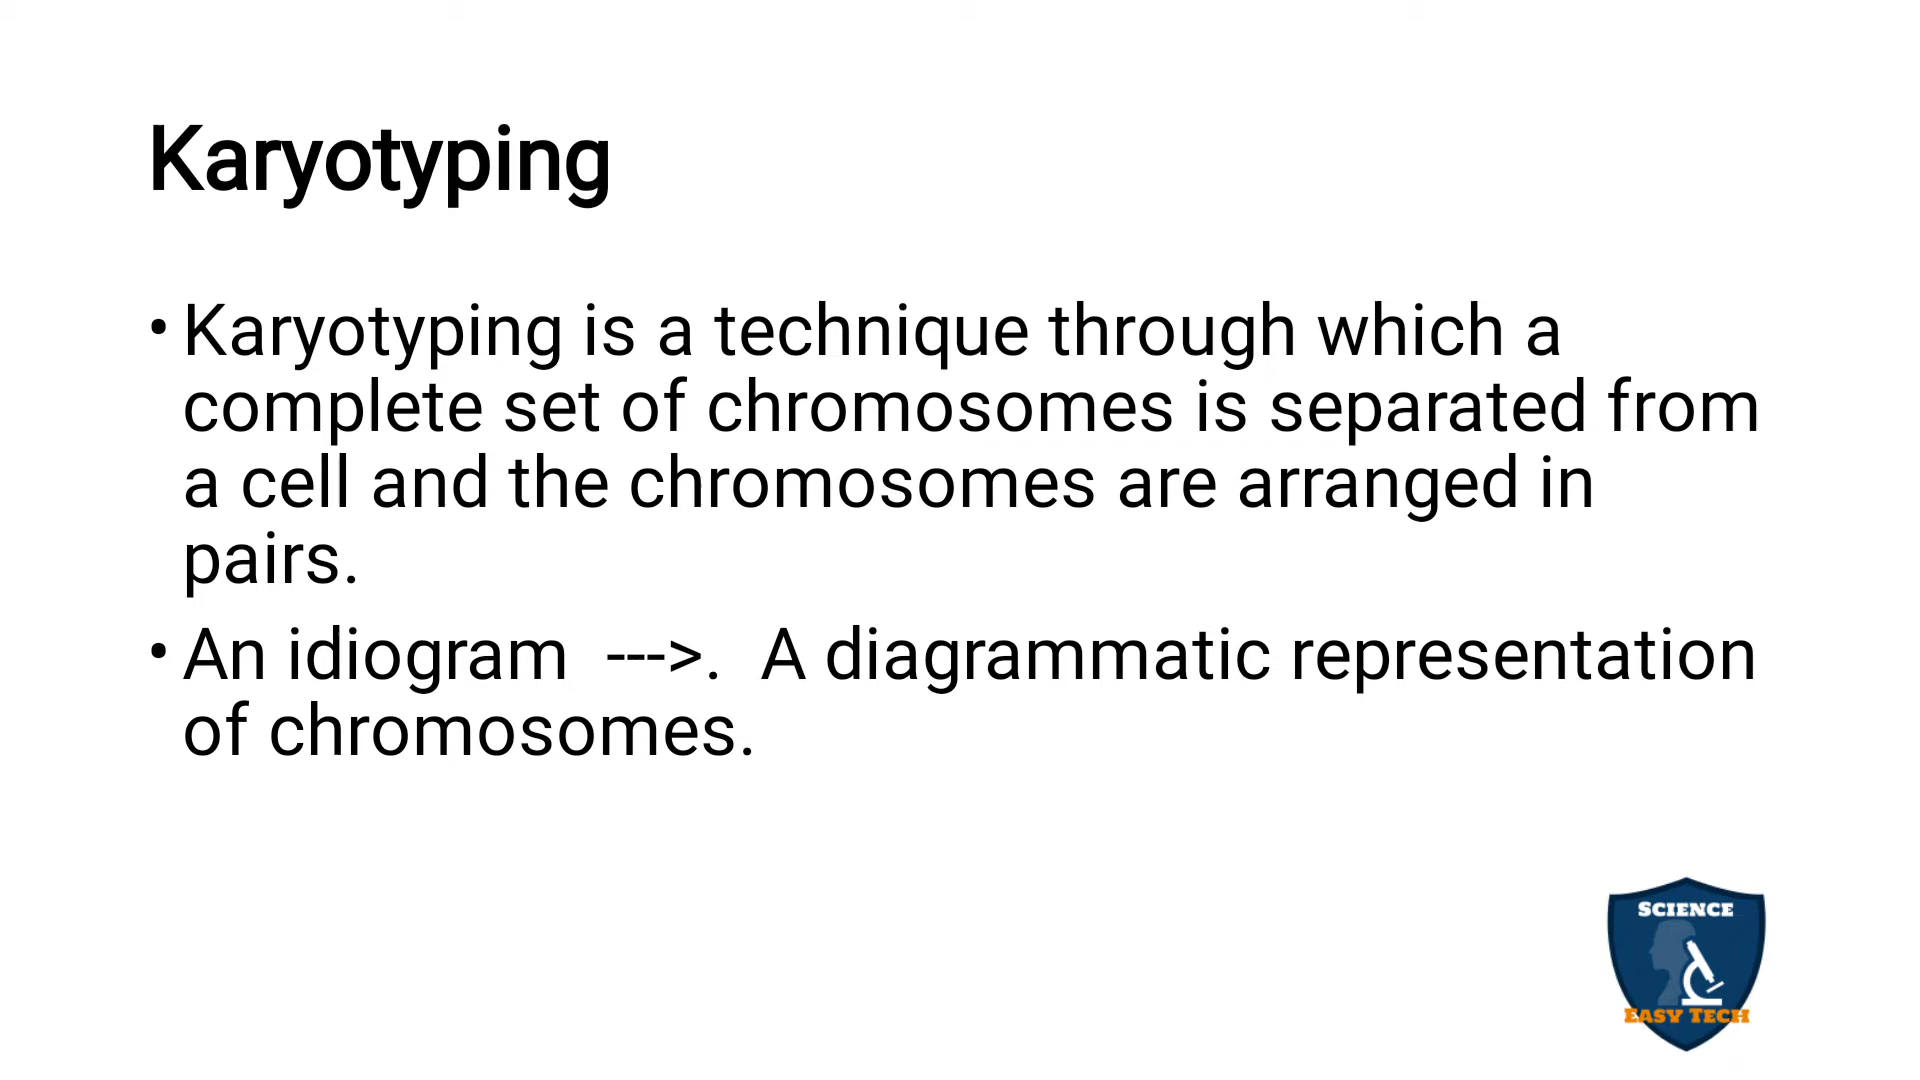 Karyotyping
• Karyotyping is a technique through which a
complete set of chromosomes is separated from
a cell and the chromosomes are arranged in
pairs.
• An idiogram  --->.  A diagrammatic representation
of chromosomes.
SCIENCE
EASY TECH